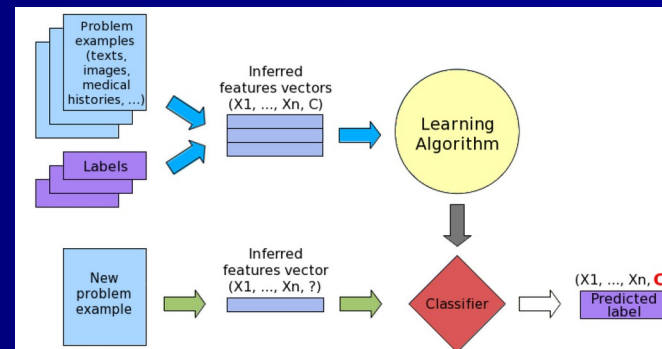 Problem
examples
(texts,
images,
medical
histories, ...)
Labels
Inferred
features vectors
(X1, ..., Xn, C)
Learning
Algorithm
New
problem
example
Inferred
features vector
(X1, ..., Xn, ?)
Classifier
(X1, ..., Xn, C
Predicted
label